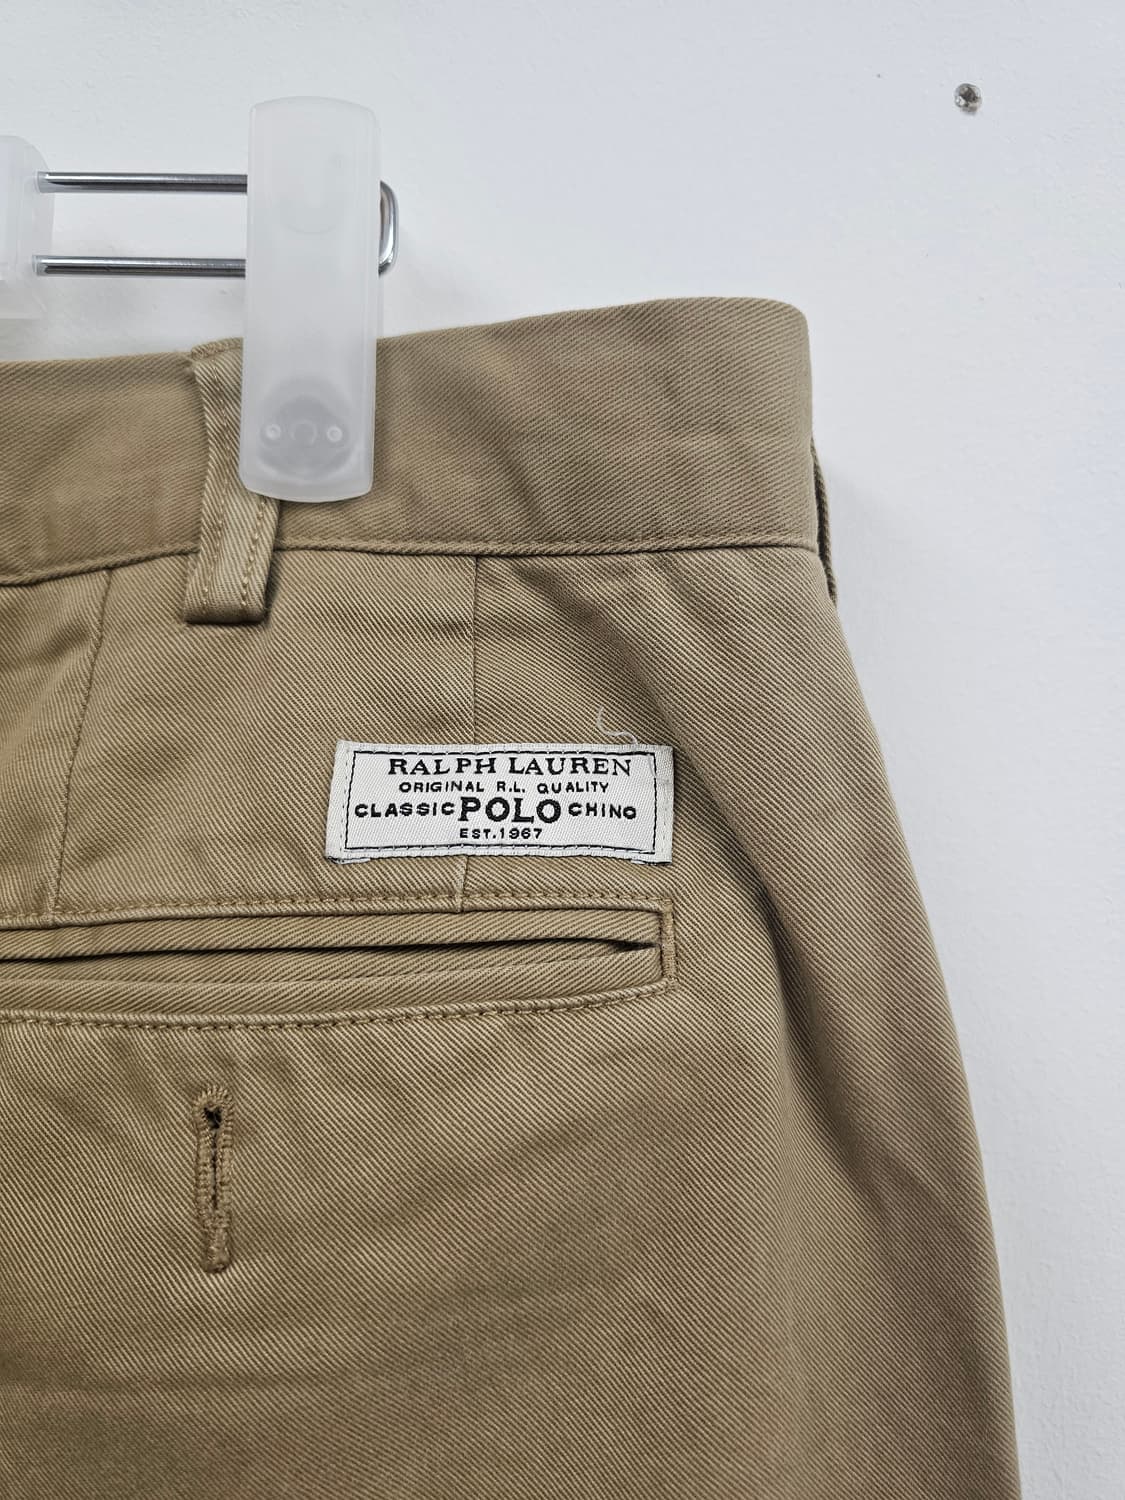 RALPH LAUREN
ORIGINAL R.L. QUALITY
CLASSIC POLO CHINO
EST. 1967